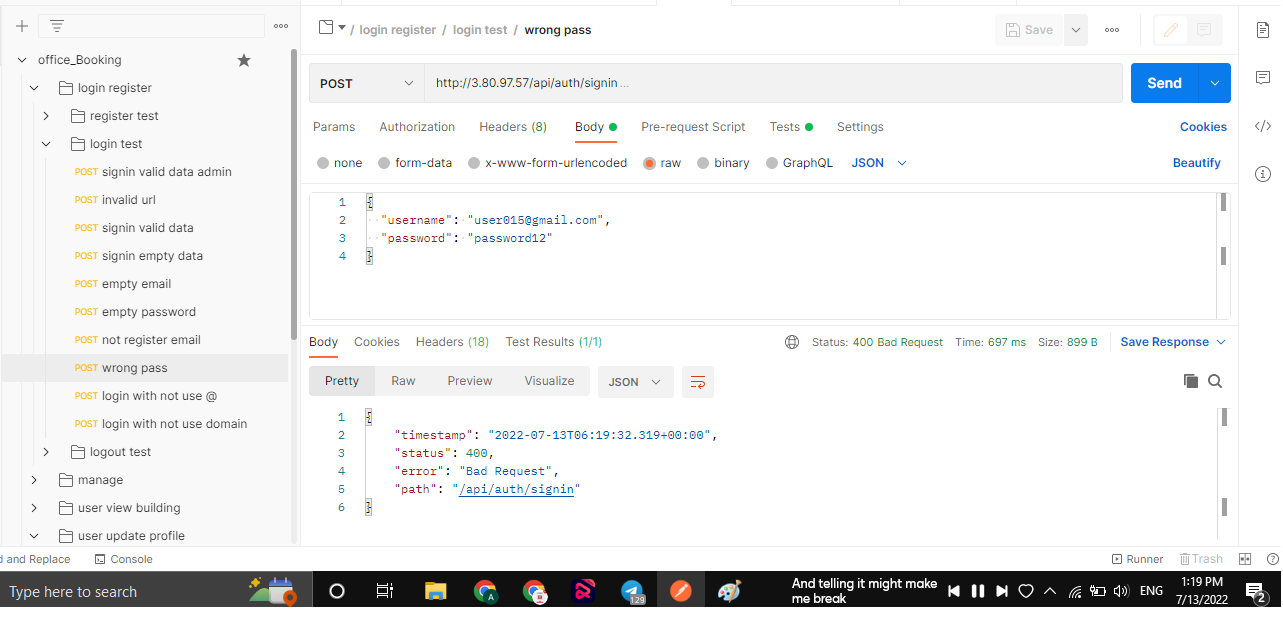 / login register / login test / wrong pass
Save
office_Booking
login register
register test
login test
POST signin valid data admin
POST invalid url
POST signin valid data
POST signin empty data
POST empty email
POST empty password
POST not register email
POST wrong pass
POST login with not use @
POST login with not use domain
logout test
manage
user view building
user update profile
POST
http://3.80.97.57/api/auth/signin ...
Send
Params Authorization Headers (8) Body Pre-request Script Tests Settings Cookies
none form-data x-www-form-urlencoded raw binary GraphQL JSON Beautify
1 {
2 "username": "user015@gmail.com",
3 "password": "password12"
4 }
Body Cookies Headers (18) Test Results (1/1) Status: 400 Bad Request Time: 697 ms Size: 899 B Save Response
Pretty Raw Preview Visualize JSON
1 {
2 "timestamp": "2022-07-13T06:19:32.319+00:00",
3 "status": 400,
4 "error": "Bad Request",
5 "path": "/api/auth/signin"
6 }
and Replace Console Runner Trash
Type here to search
A
129
And telling it might make
me break
ENG
1:19 PM
7/13/2022
2